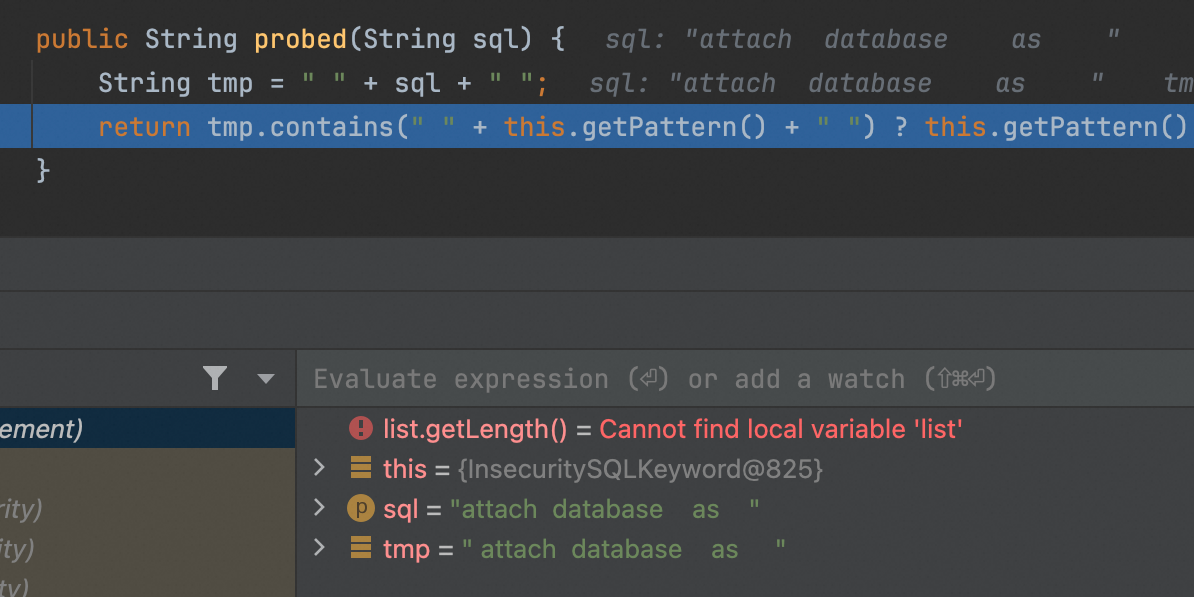 public String probed(String sql) {   sql: "attach  database    as    "
String tmp = " " + sql + " ";   sql: "attach  database    as    "   tm
return tmp.contains(" " + this.getPattern() + " ") ? this.getPattern()
}
Evaluate expression (⏎) or add a watch (⇧⌘⏎)
ement)
list.getLength() = Cannot find local variable 'list'
this = {InsecuritySQLKeyword@825}
rity)
sql = "attach  database    as    "
ity)
tmp = " attach  database    as     "
ty)